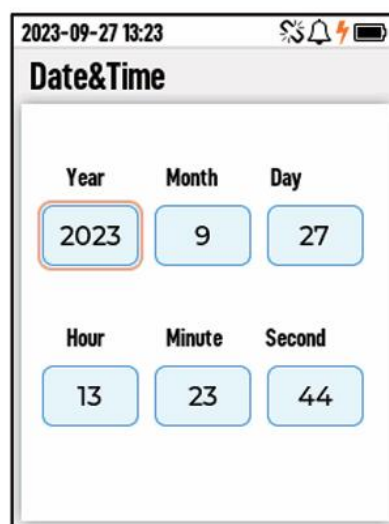 2023-09-27 13:23
Date&Time
Year Month Day
2023 9 27
Hour Minute Second
13 23 44